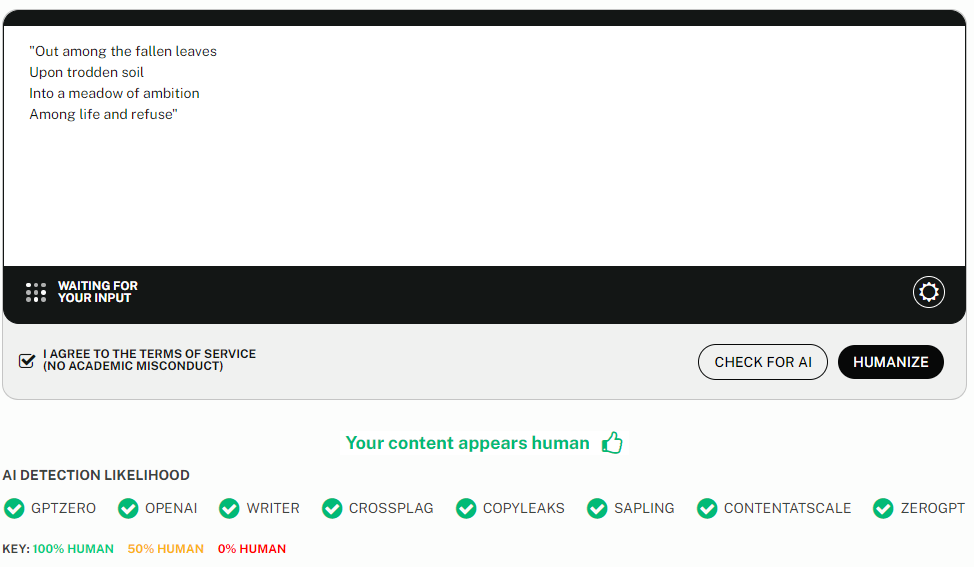 "Out among the fallen leaves
Upon trodden soil
Into a meadow of ambition
Among life and refuse"
WAITING FOR
YOUR INPUT
I AGREE TO THE TERMS OF SERVICE
(NO ACADEMIC MISCONDUCT)
CHECK FOR AI
HUMANIZE
Your content appears human
AI DETECTION LIKELIHOOD
GPTZERO OPENAI WRITER CROSSPLAG COPYLEAKS SAPLING CONTENTATSCALE ZEROGPT
KEY: 100% HUMAN 50% HUMAN 0% HUMAN